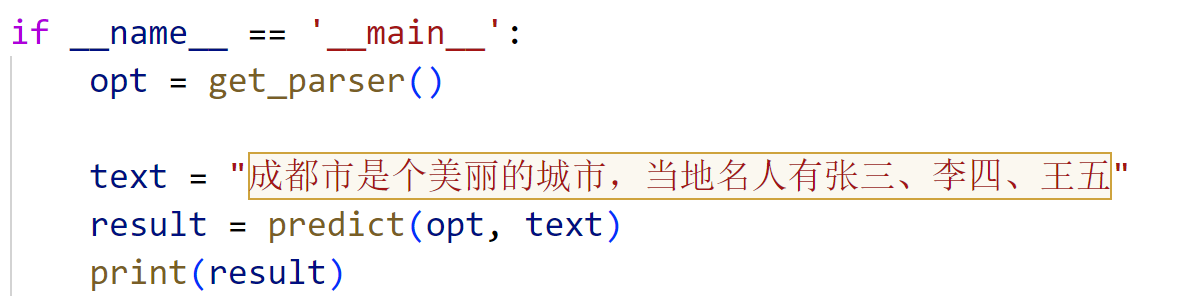 if __name__ == '__main__':
    opt = get_parser()

    text = "成都市是个美丽的城市，当地名人有张三、李四、王五"
    result = predict(opt, text)
    print(result)